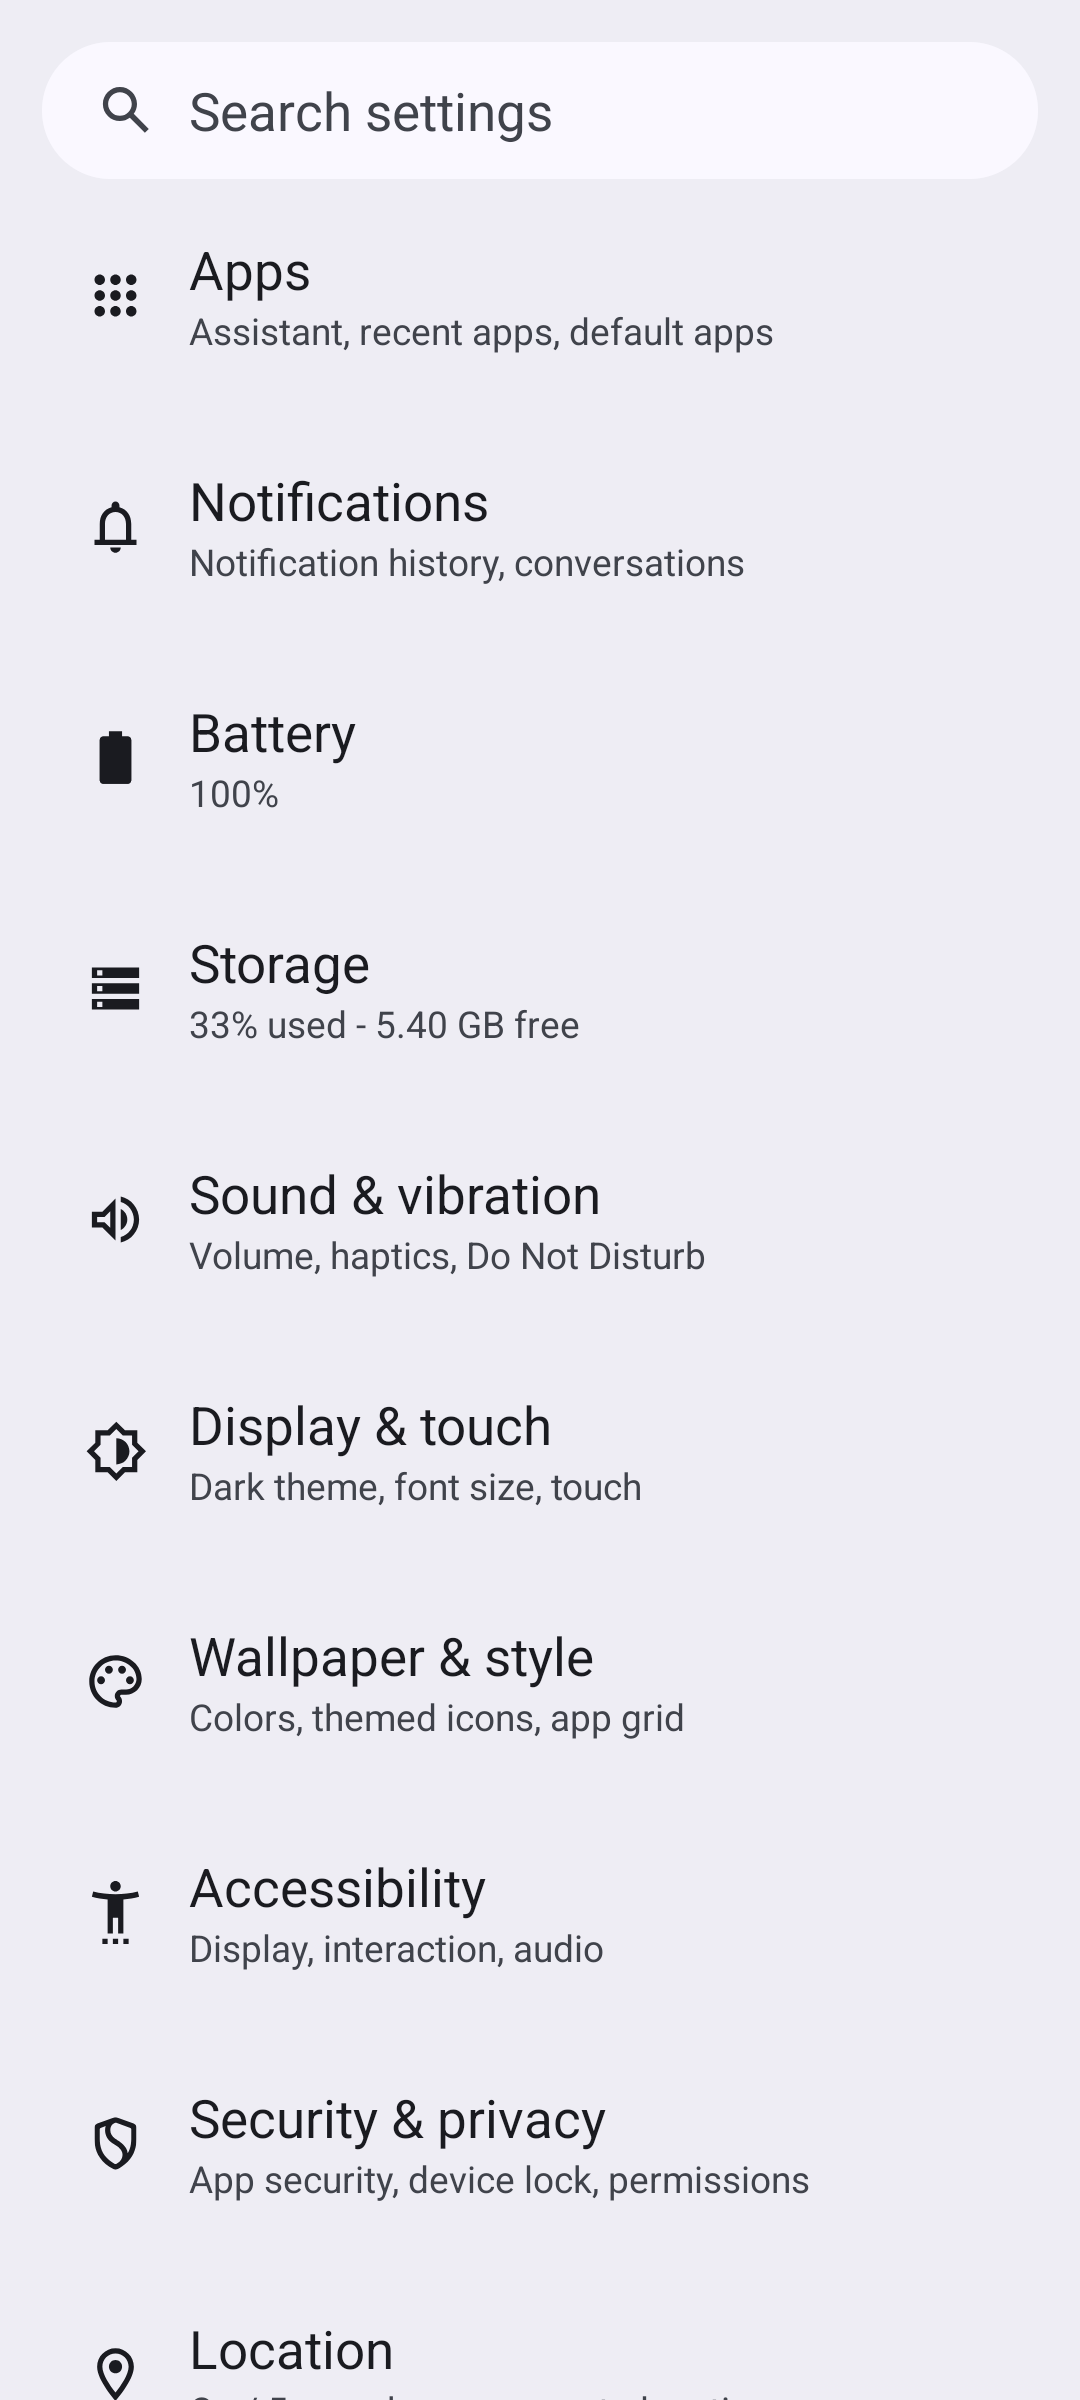 Search settings
Apps
Assistant, recent apps, default apps
Notifications
Notification history, conversations
Battery
100%
Storage
33% used - 5.40 GB free
Sound & vibration
Volume, haptics, Do Not Disturb
Display & touch
Dark theme, font size, touch
Wallpaper & style
Colors, themed icons, app grid
Accessibility
Display, interaction, audio
Security & privacy
App security, device lock, permissions
Location